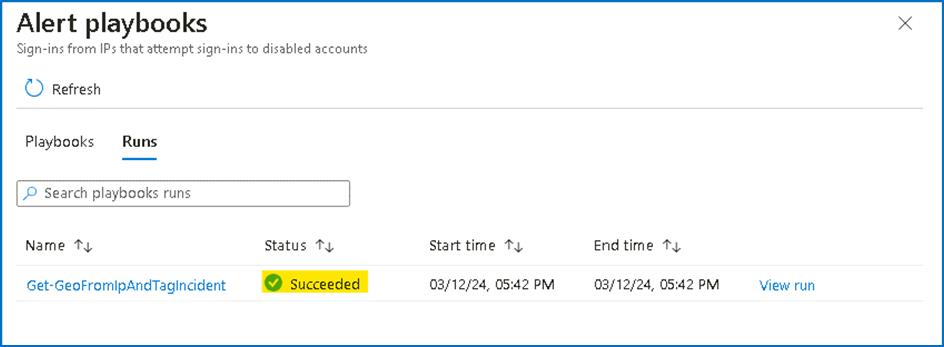 Alert playbooks
Sign-ins from IPs that attempt sign-ins to disabled accounts
Refresh
Playbooks Runs
Search playbooks runs
Name ↑↓ Status ↑↓ Start time ↑↓ End time ↑↓
Get-GeoFromIpAndTagIncident Succeeded 03/12/24, 05:42 PM 03/12/24, 05:42 PM View run